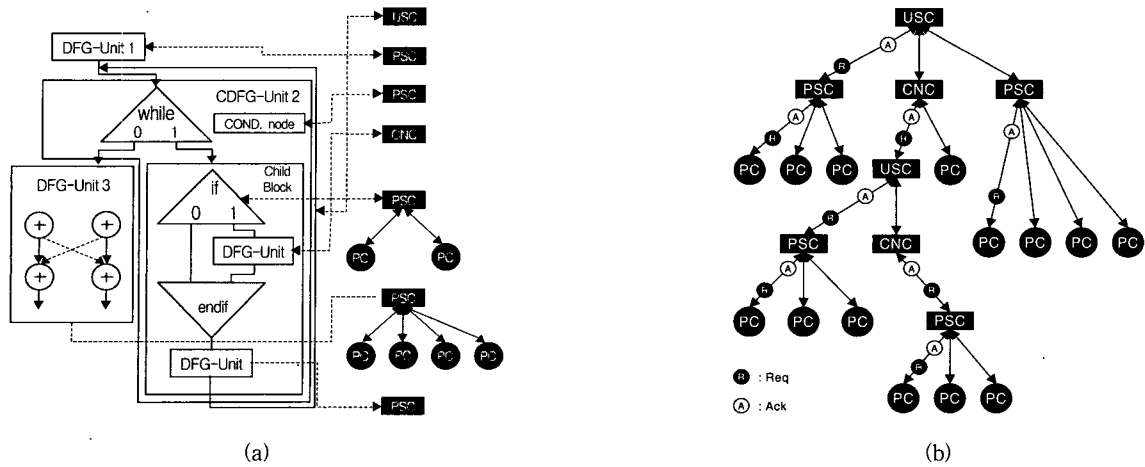 DFG-Unit 1
CDFG-Unit 2
while
0 1
COND. node
DFG-Unit 3
+ +
+ +
Child
Block
if
0 1
DFG-Unit
endif
DFG-Unit
USC
PSC
PSC
CNC
PSC
PC PC
PSC
PC PC PC PC
PSC
(a)
USC
A
R
PSC CNC PSC
A A A
R R
PC PC PC USC PC
R A R
PSC CNC PC PC PC PC
A A
R R
PC PC PC PSC
A
R
PC PC PC
R : Req
A : Ack
(b)